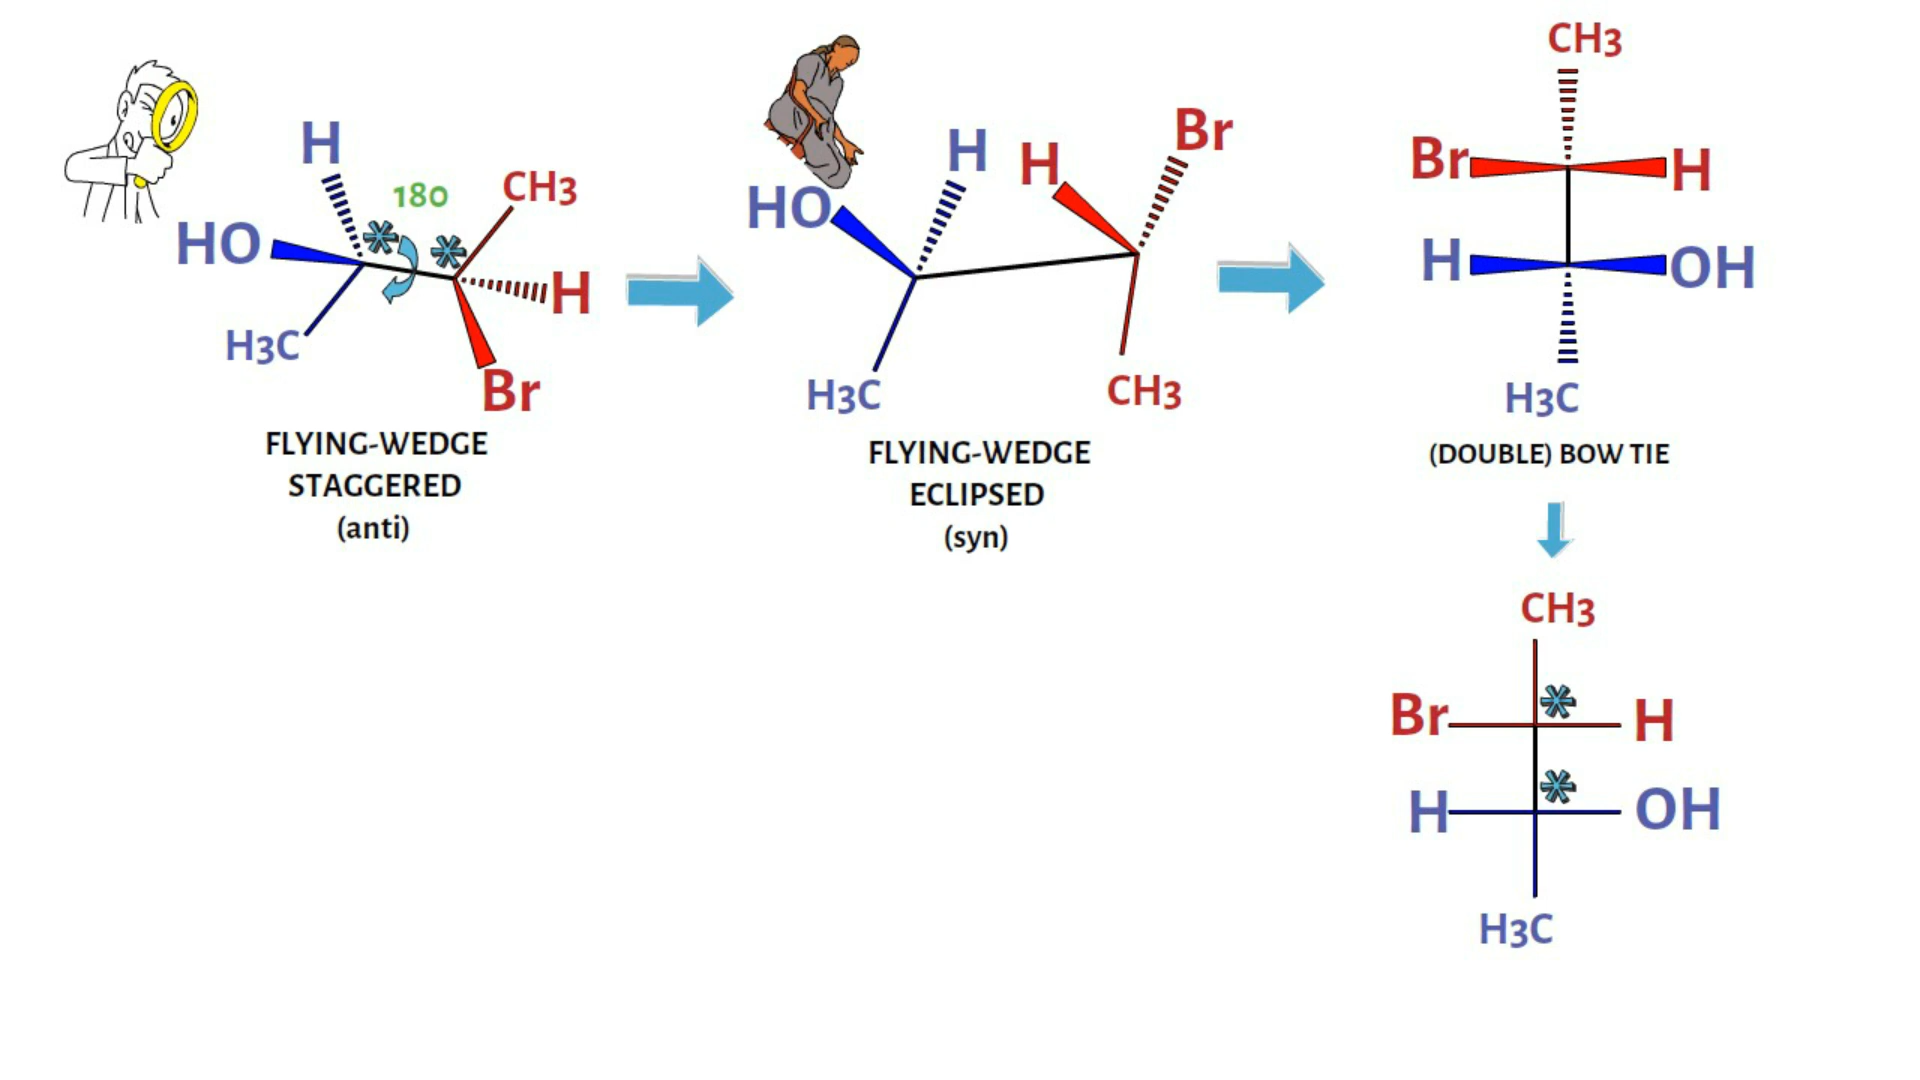 H
180
CH3
HO
H
H3C
Br
FLYING-WEDGE
STAGGERED
(anti)
H
H
Br
HO
H3C
CH3
FLYING-WEDGE
ECLIPSED
(syn)
CH3
Br
H
H
OH
H3C
(DOUBLE) BOW TIE
CH3
Br
H
H
OH
H3C